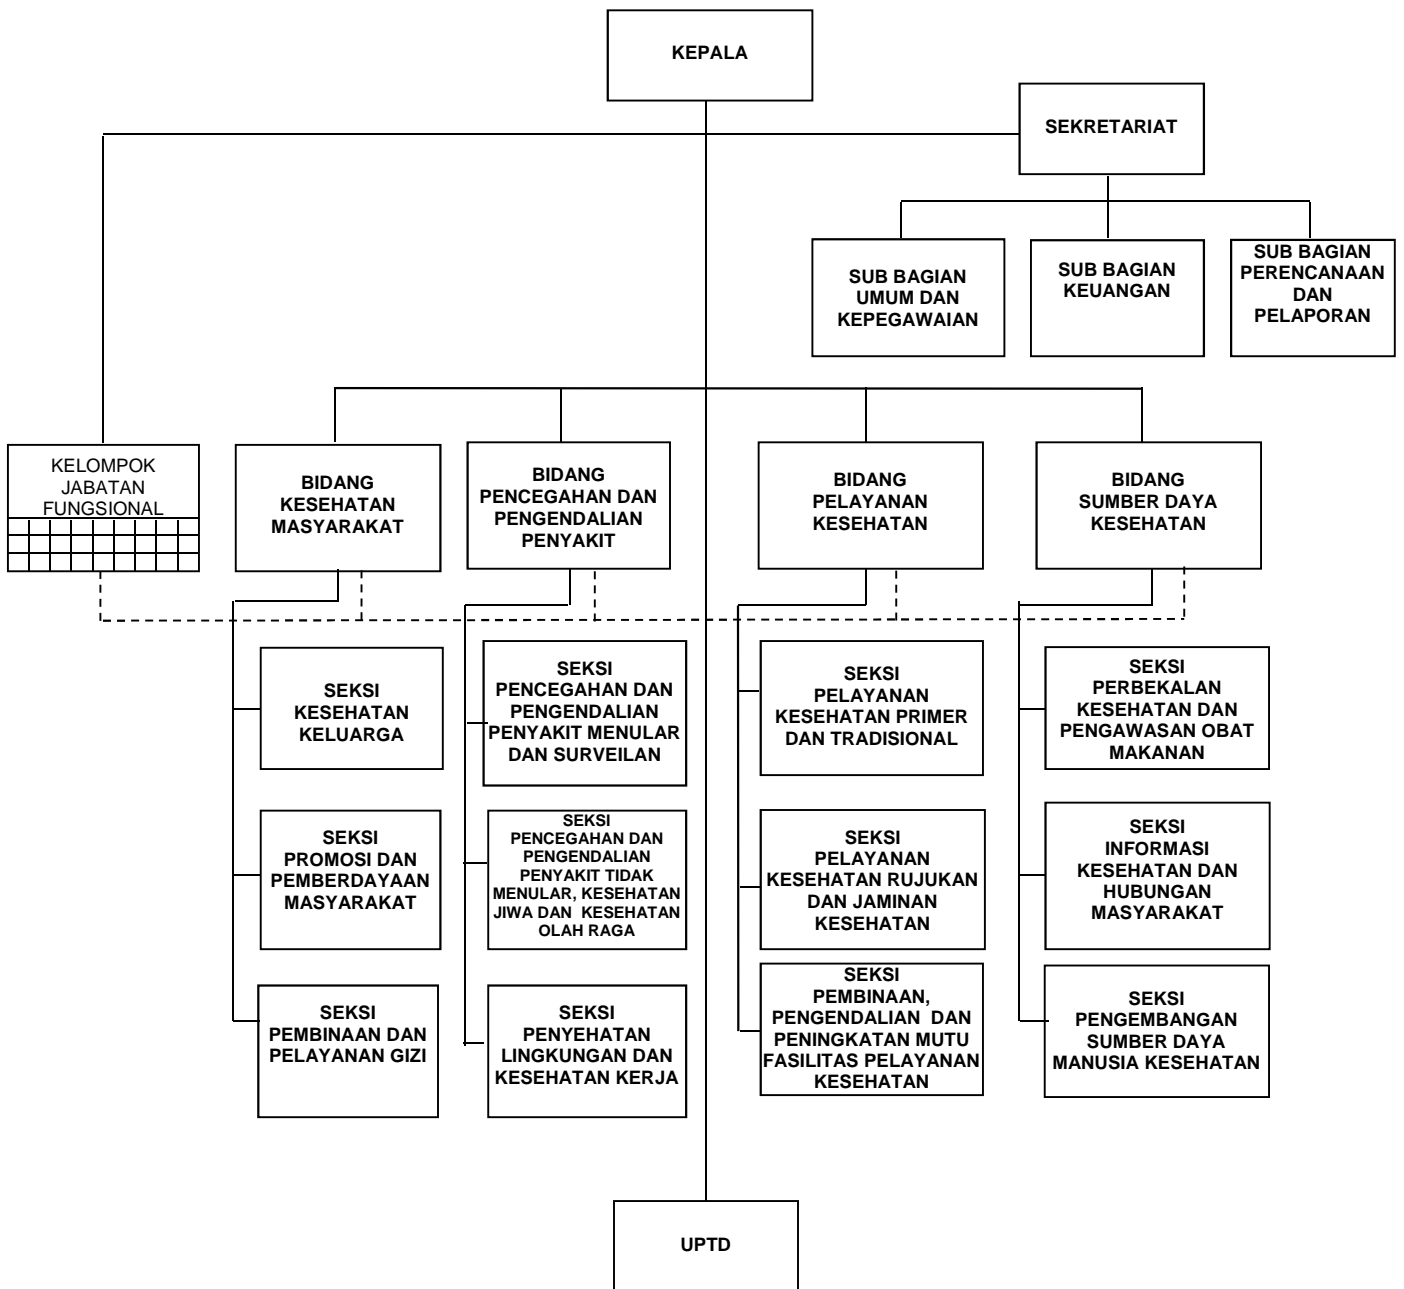 KEPALA
SEKRETARIAT
SUB BAGIAN
UMUM DAN
KEPEGAWAIAN
SUB BAGIAN
KEUANGAN
SUB BAGIAN
PERENCANAAN
DAN
PELAPORAN
KELOMPOK
JABATAN
FUNGSIONAL
BIDANG
KESEHATAN
MASYARAKAT
BIDANG
PENCEGAHAN DAN
PENGENDALIAN
PENYAKIT
BIDANG
PELAYANAN
KESEHATAN
BIDANG
SUMBER DAYA
KESEHATAN
SEKSI
KESEHATAN
KELUARGA
SEKSI
PENCEGAHAN DAN
PENGENDALIAN
PENYAKIT MENULAR
DAN SURVEILAN
SEKSI
PELAYANAN
KESEHATAN PRIMER
DAN TRADISIONAL
SEKSI
PERBEKALAN
KESEHATAN DAN
PENGAWASAN OBAT
MAKANAN
SEKSI
PROMOSI DAN
PEMBERDAYAAN
MASYARAKAT
SEKSI
PENCEGAHAN DAN
PENGENDALIAN
PENYAKIT TIDAK
MENULAR, KESEHATAN
JIWA DAN  KESEHATAN
OLAH RAGA
SEKSI
PELAYANAN
KESEHATAN RUJUKAN
DAN JAMINAN
KESEHATAN
SEKSI
INFORMASI
KESEHATAN DAN
HUBUNGAN
MASYARAKAT
SEKSI
PEMBINAAN DAN
PELAYANAN GIZI
SEKSI
PENYEHATAN
LINGKUNGAN DAN
KESEHATAN KERJA
SEKSI
PEMBINAAN,
PENGENDALIAN  DAN
PENINGKATAN MUTU
FASILITAS PELAYANAN
KESEHATAN
SEKSI
PENGEMBANGAN
SUMBER DAYA
MANUSIA KESEHATAN
UPTD